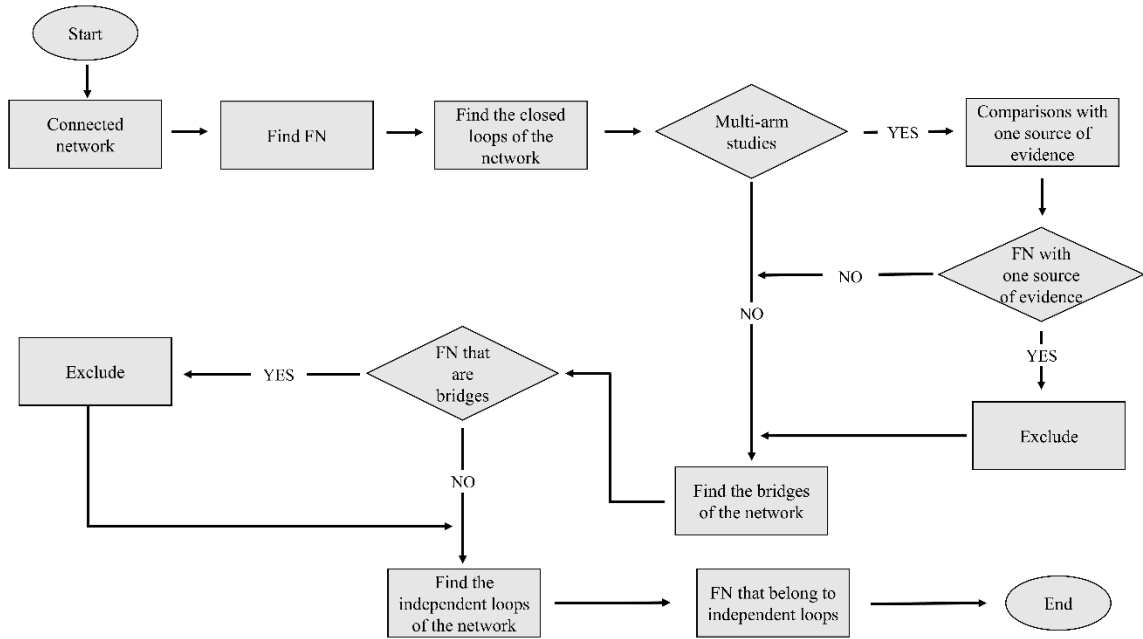 Start
Connected
network
Find FN
Find the closed
loops of the
network
Multi-arm
studies
YES
Comparisons with
one source of
evidence
FN with
one source
of evidence
NO
NO
YES
Exclude
Find the bridges
of the network
FN that
are
bridges
YES
Exclude
NO
Find the
independent loops
of the network
FN that belong to
independent loops
End